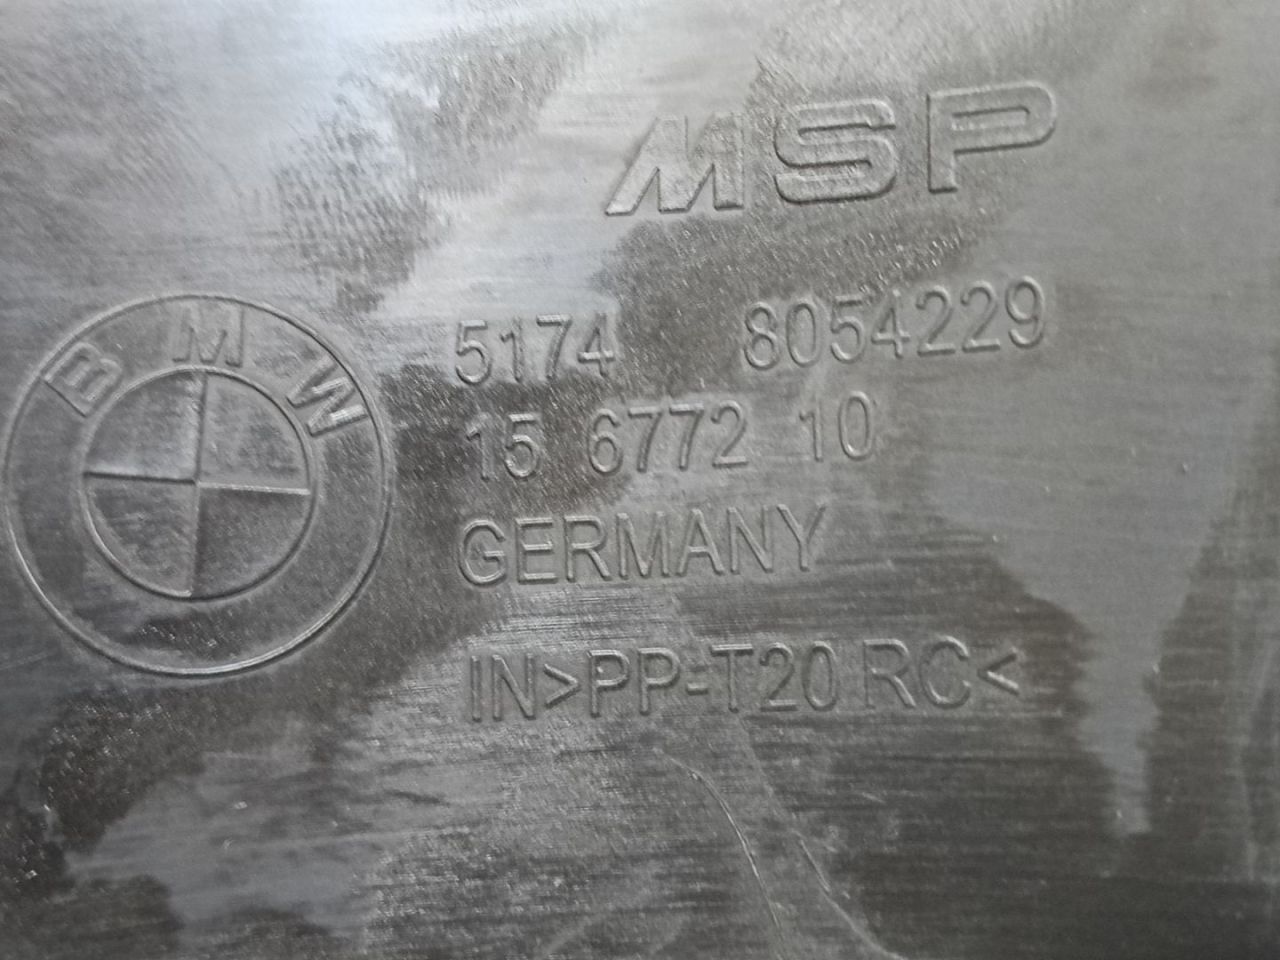 MSP
BMW
5174 8054229
15 6772 10
GERMANY
IN>PP-T20 RC<